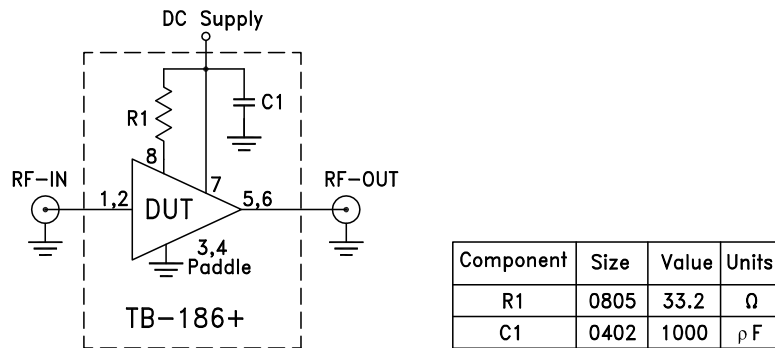 DC Supply
R1
C1
8
7
RF-IN
RF-OUT
1,2
DUT
5,6
3,4
Paddle
TB-186+
Component Size Value Units
R1 0805 33.2 Ω
C1 0402 1000 ρF